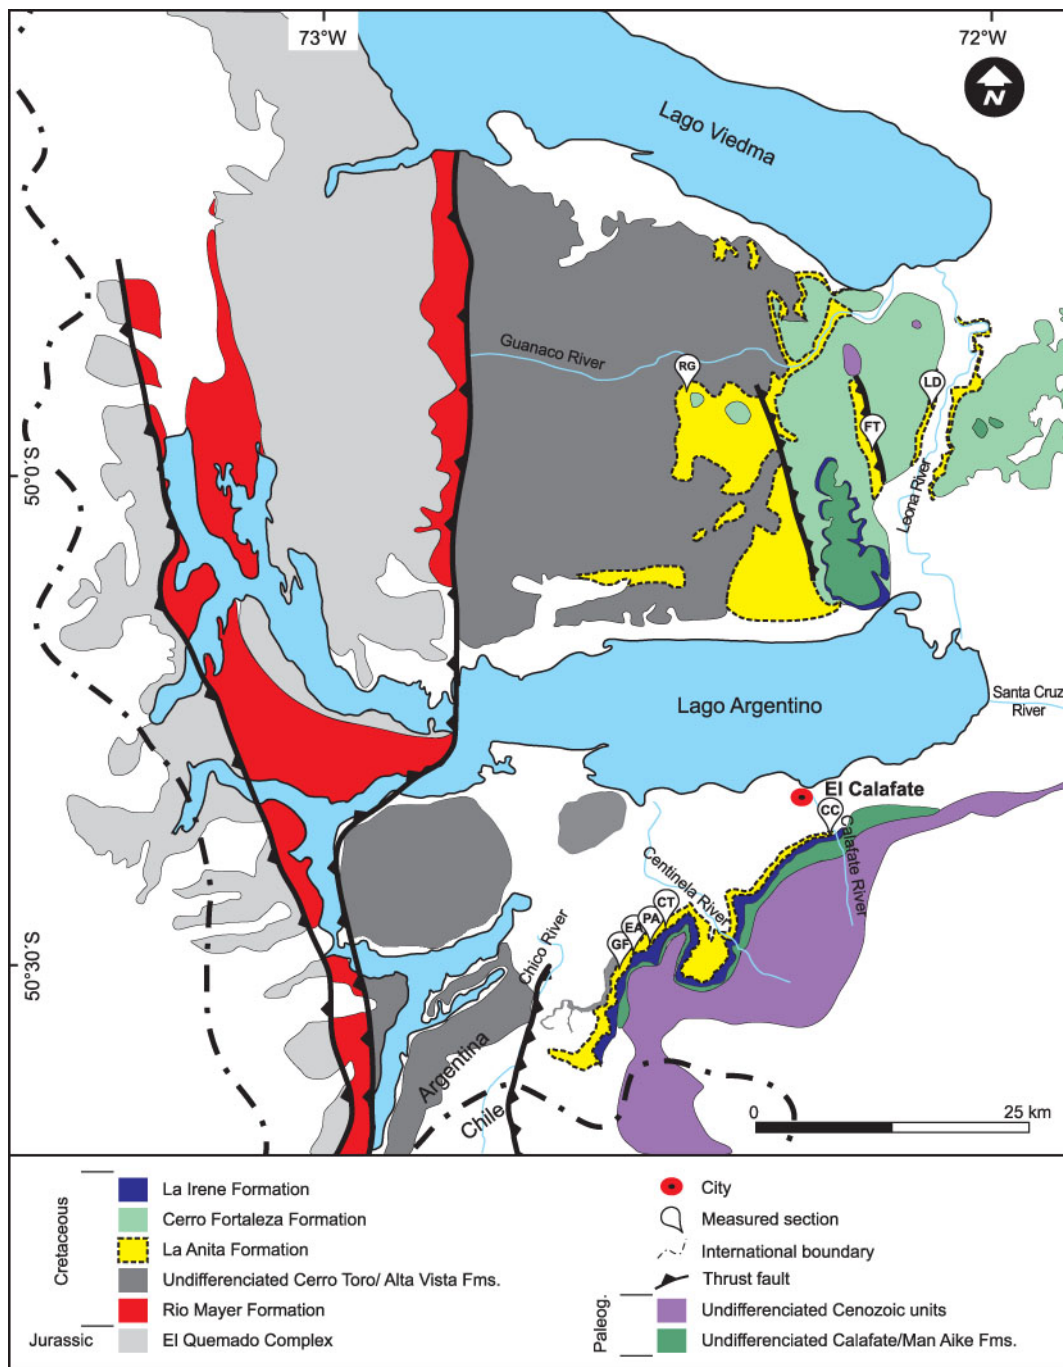 73°W
72°W
N
Lago Viedma
Guanaco River
RG
LD
FT
50°0'S
Leona River
Lago Argentino
Santa Cruz
River
El Calafate
CC
Calafate River
Centinela River
CT
PA
EA
GF
50°30'S
Chico River
Argentina
Chile
0
25 km
Cretaceous
La Irene Formation
Cerro Fortaleza Formation
La Anita Formation
Undifferenciated Cerro Toro/ Alta Vista Fms.
Rio Mayer Formation
Jurassic
El Quemado Complex
City
Measured section
International boundary
Thrust fault
Paleog.
Undifferenciated Cenozoic units
Undifferenciated Calafate/Man Aike Fms.